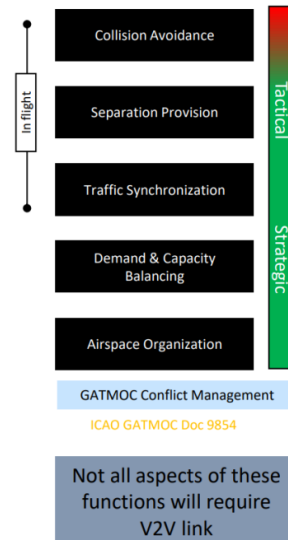 Collision Avoidance
In flight
Separation Provision
Tactical
Traffic Synchronization
Demand & Capacity
Balancing
Strategic
Airspace Organization
GATMOC Conflict Management
ICAO GATMOC Doc 9854
Not all aspects of these
functions will require
V2V link